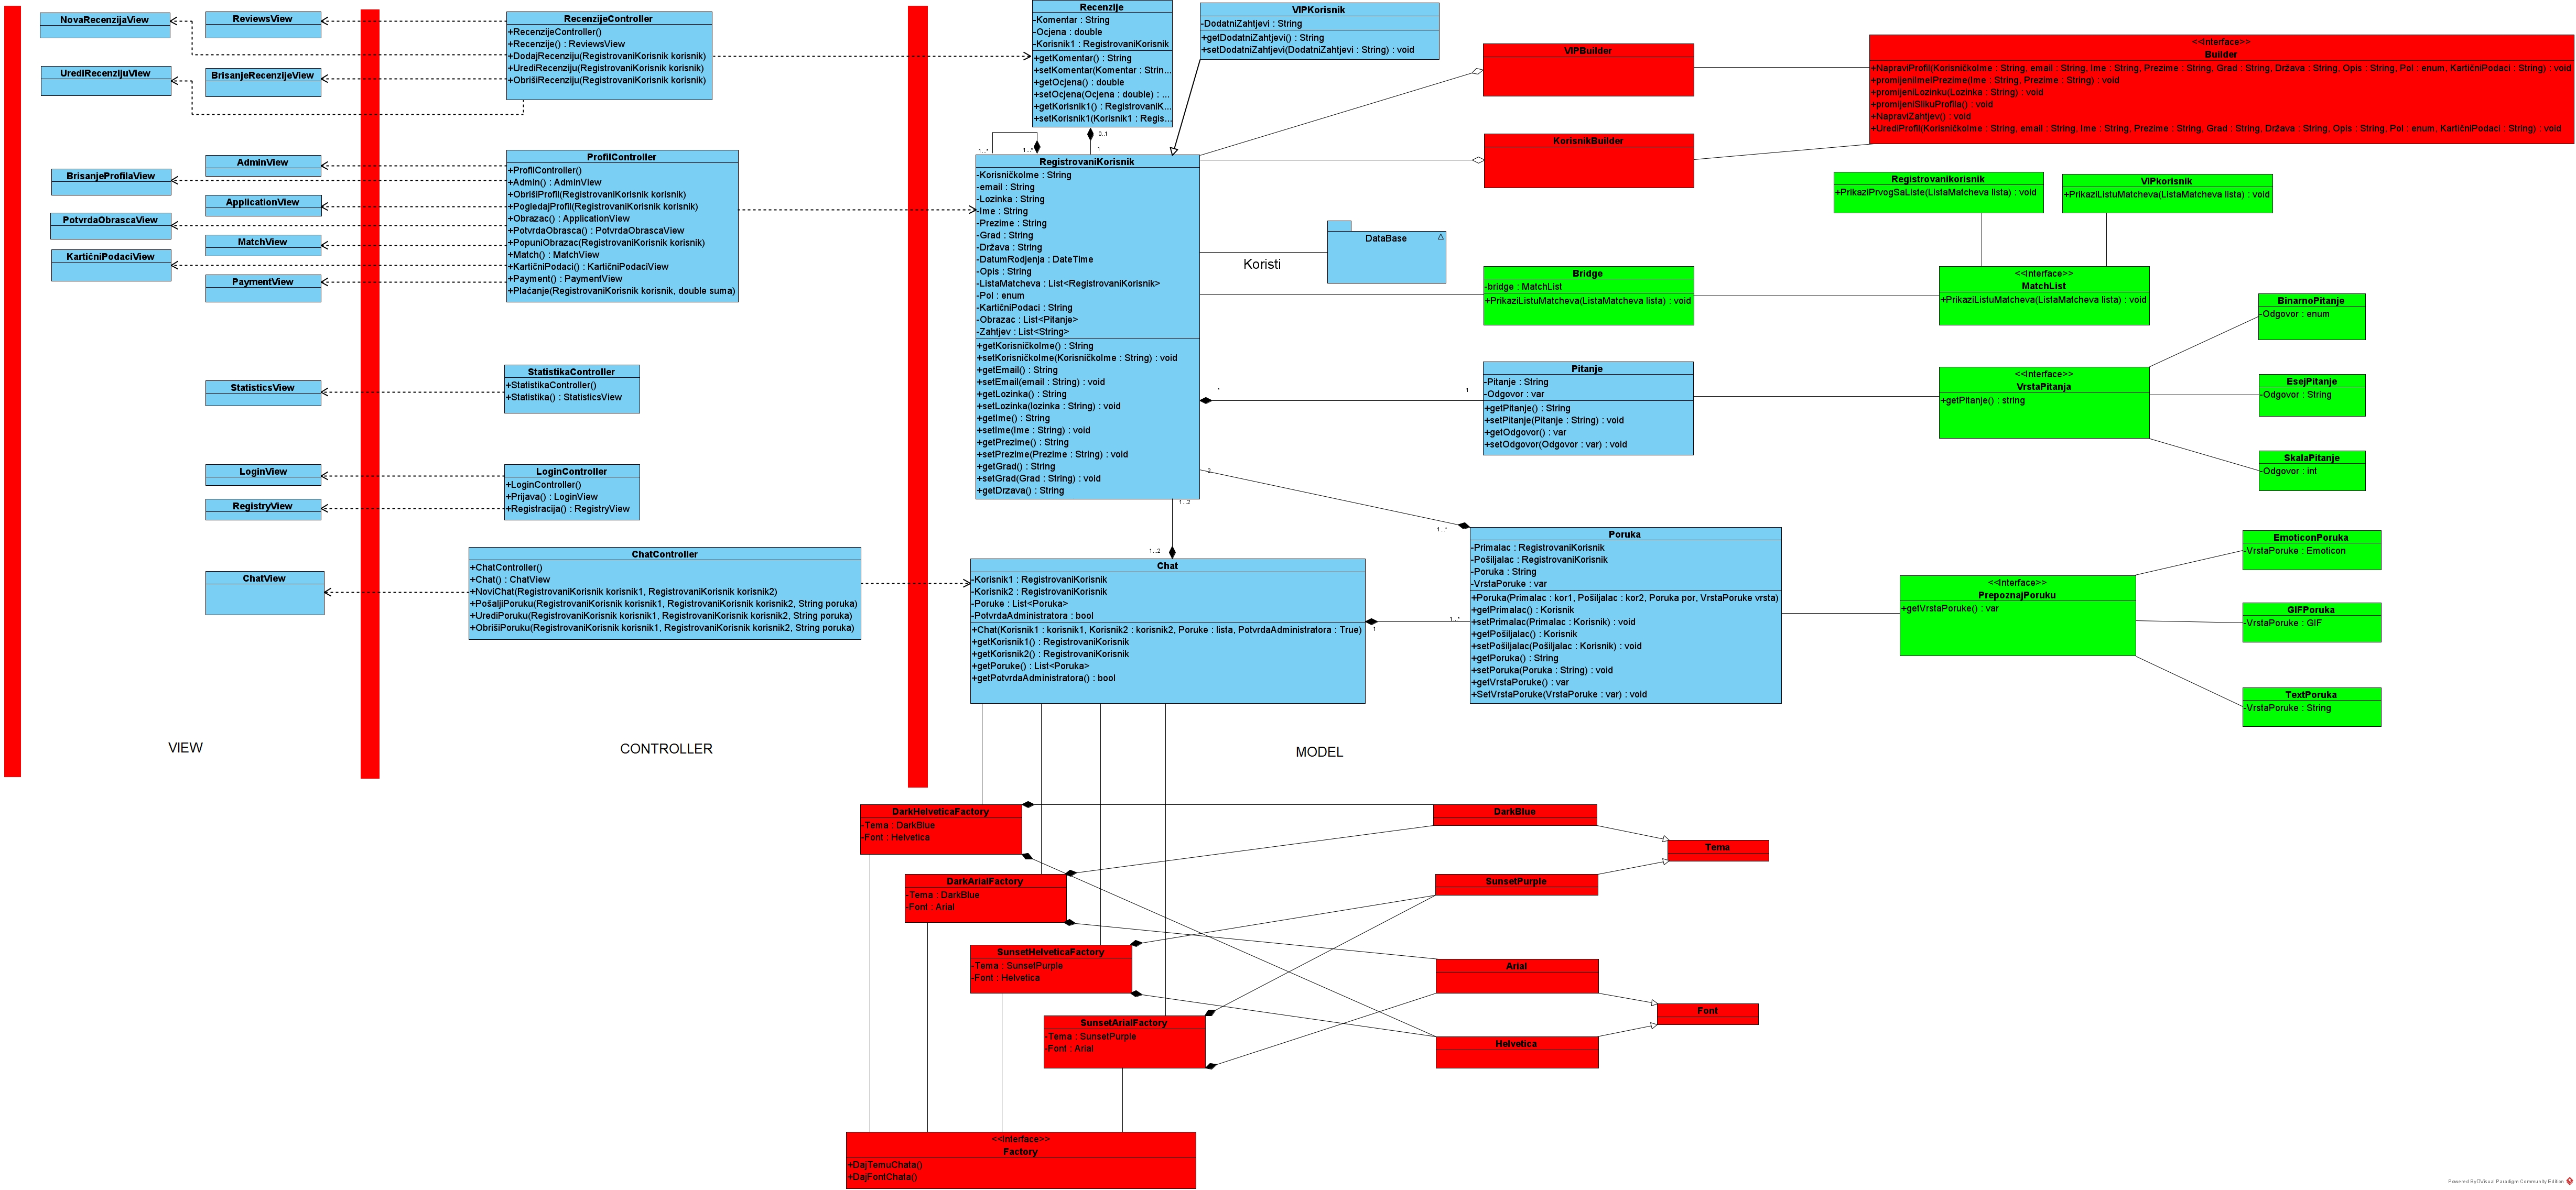 NovaRecenzijaView
ReviewsView
UrediRecenzijuView
BrisanjeRecenzijeView
RecenzijeController
+RecenzijeController()
+Recenzije() : ReviewsView
+DodajRecenziju(RegistrovaniKorisnik korisnik)
+UrediRecenziju(RegistrovaniKorisnik korisnik)
+ObrišiRecenziju(RegistrovaniKorisnik korisnik)
Recenzije
-Komentar : String
-Ocjena : double
-Korisnik1 : RegistrovaniKorisnik
+getKomentar() : String
+setKomentar(Komentar : Strin...
+getOcjena() : double
+setOcjena(Ocjena : double) : ...
+getKorisnik1() : RegistrovaniK...
+setKorisnik1(Korisnik1 : Regis...
0..1
1
1...*
1...*
VIPKorisnik
-DodatniZahtjevi : String
+getDodatniZahtjevi() : String
+setDodatniZahtjevi(DodatniZahtjevi : String) : void
VIPBuilder
KorisnikBuilder
<<Interface>>
Builder
+NapraviProfil(KorisničkoIme : String, email : String, Ime : String, Prezime : String, Grad : String, Država : String, Opis : String, Pol : enum, KartičniPodaci : String) : void
+promijeniImeIPrezime(Ime : String, Prezime : String) : void
+promijeniLozinku(Lozinka : String) : void
+promijeniSlikuProfila() : void
+NapraviZahtjev() : void
+UrediProfil(KorisničkoIme : String, email : String, Ime : String, Prezime : String, Grad : String, Država : String, Opis : String, Pol : enum, KartičniPodaci : String) : void
AdminView
BrisanjeProfilaView
ApplicationView
PotvrdaObrascaView
MatchView
KartičniPodaciView
PaymentView
ProfilController
+ProfilController()
+Admin() : AdminView
+ObrišiProfil(RegistrovaniKorisnik korisnik)
+PogledajProfil(RegistrovaniKorisnik korisnik)
+Obrazac() : ApplicationView
+PotvrdaObrasca() : PotvrdaObrascaView
+PopuniObrazac(RegistrovaniKorisnik korisnik)
+Match() : MatchView
+KartičniPodaci() : KartičniPodaciView
+Payment() : PaymentView
+Plaćanje(RegistrovaniKorisnik korisnik, double suma)
RegistrovaniKorisnik
-KorisničkoIme : String
-email : String
-Lozinka : String
-Ime : String
-Prezime : String
-Grad : String
-Država : String
-DatumRodjenja : DateTime
-Opis : String
-ListaMatcheva : List<RegistrovaniKorisnik>
-Pol : enum
-KartičniPodaci : String
-Obrazac : List<Pitanje>
-Zahtjev : List<String>
+getKorisničkoIme() : String
+setKorisničkoIme(KorisničkoIme : String) : void
+getEmail() : String
+setEmail(email : String) : void
+getLozinka() : String
+setLozinka(lozinka : String) : void
+getIme() : String
+setIme(Ime : String) : void
+getPrezime() : String
+setPrezime(Prezime : String) : void
+getGrad() : String
+setGrad(Grad : String) : void
+getDrzava() : String
DataBase
Koristi
Registrovanikorisnik
+PrikaziPrvogSaListe(ListaMatcheva lista) : void
VIPkorisnik
+PrikaziListuMatcheva(ListaMatcheva lista) : void
Bridge
-bridge : MatchList
+PrikaziListuMatcheva(ListaMatcheva lista) : void
<<Interface>>
MatchList
+PrikaziListuMatcheva(ListaMatcheva lista) : void
BinarnoPitanje
-Odgovor : enum
Pitanje
-Pitanje : String
-Odgovor : var
+getPitanje() : String
+setPitanje(Pitanje : String) : void
+getOdgovor() : var
+setOdgovor(Odgovor : var) : void
*
1
<<Interface>>
VrstaPitanja
+getPitanje() : string
EsejPitanje
-Odgovor : String
SkalaPitanje
-Odgovor : int
StatisticsView
StatistikaController
+StatistikaController()
+Statistika() : StatisticsView
LoginView
RegistryView
LoginController
+LoginController()
+Prijava() : LoginView
+Registracija() : RegistryView
2
1...*
1...2
1...2
ChatView
ChatController
+ChatController()
+Chat() : ChatView
+NoviChat(RegistrovaniKorisnik korisnik1, RegistrovaniKorisnik korisnik2)
+PošaljiPoruku(RegistrovaniKorisnik korisnik1, RegistrovaniKorisnik korisnik2, String poruka)
+UrediPoruku(RegistrovaniKorisnik korisnik1, RegistrovaniKorisnik korisnik2, String poruka)
+ObrišiPoruku(RegistrovaniKorisnik korisnik1, RegistrovaniKorisnik korisnik2, String poruka)
Chat
-Korisnik1 : RegistrovaniKorisnik
-Korisnik2 : RegistrovaniKorisnik
-Poruke : List<Poruka>
-PotvrdaAdministratora : bool
+Chat(Korisnik1 : korisnik1, Korisnik2 : korisnik2, Poruke : lista, PotvrdaAdministratora : True)
+getKorisnik1() : RegistrovaniKorisnik
+getKorisnik2() : RegistrovaniKorisnik
+getPoruke() : List<Poruka>
+getPotvrdaAdministratora() : bool
1
1...*
Poruka
-Primalac : RegistrovaniKorisnik
-Pošiljalac : RegistrovaniKorisnik
-Poruka : String
-VrstaPoruke : var
+Poruka(Primalac : kor1, Pošiljalac : kor2, Poruka por, VrstaPoruke vrsta)
+getPrimalac() : Korisnik
+setPrimalac(Primalac : Korisnik) : void
+getPošiljalac() : Korisnik
+setPošiljalac(Pošiljalac : Korisnik) : void
+getPoruka() : String
+setPoruka(Poruka : String) : void
+getVrstaPoruke() : var
+SetVrstaPoruke(VrstaPoruke : var) : void
<<Interface>>
PrepoznajPoruku
+getVrstaPoruke() : var
EmoticonPoruka
-VrstaPoruke : Emoticon
GIFPoruka
-VrstaPoruke : GIF
TextPoruka
-VrstaPoruke : String
VIEW
CONTROLLER
MODEL
DarkHelveticaFactory
-Tema : DarkBlue
-Font : Helvetica
DarkArialFactory
-Tema : DarkBlue
-Font : Arial
SunsetHelveticaFactory
-Tema : SunsetPurple
-Font : Helvetica
SunsetArialFactory
-Tema : SunsetPurple
-Font : Arial
DarkBlue
Tema
SunsetPurple
Arial
Font
Helvetica
<<Interface>>
Factory
+DajTemuChata()
+DajFontChata()
Powered By Visual Paradigm Community Edition